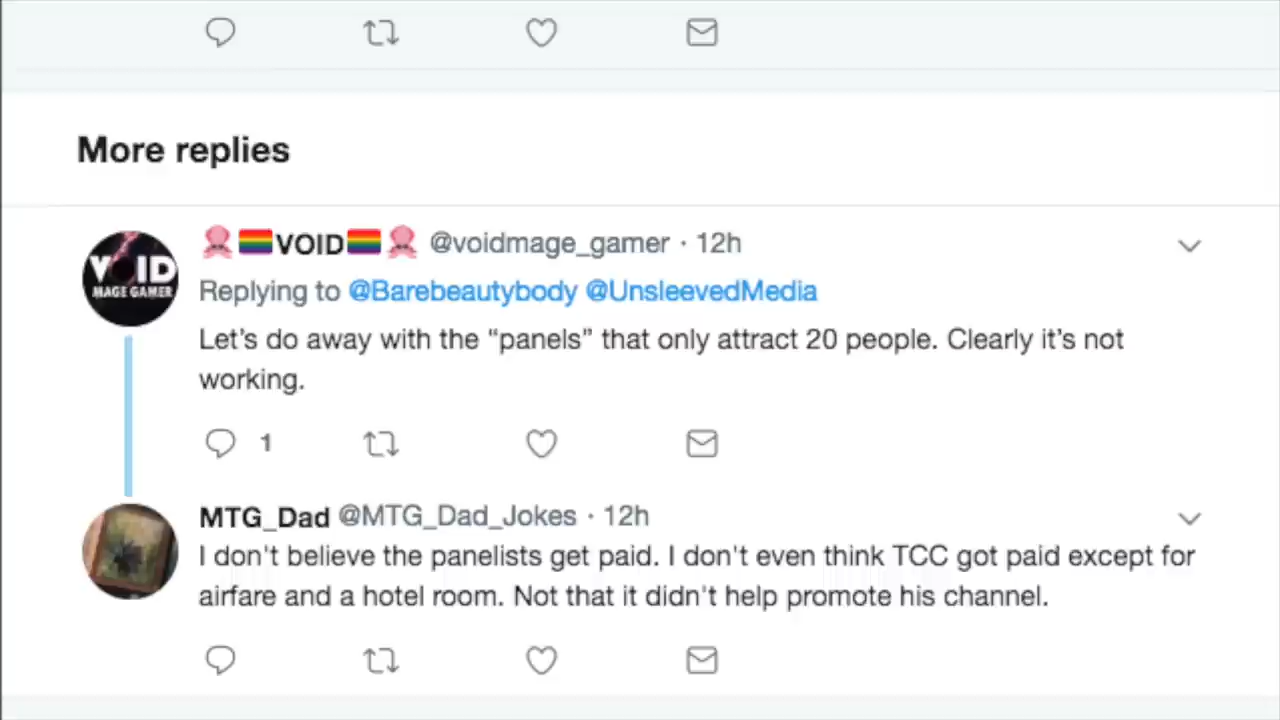 More replies
VOID @voidmage_gamer · 12h
Replying to @Barebeautybody @UnsleevedMedia
Let’s do away with the “panels” that only attract 20 people. Clearly it’s not
working.
1
VOID
MAGE GAMER
MTG_Dad @MTG_Dad_Jokes · 12h
I don't believe the panelists get paid. I don't even think TCC got paid except for
airfare and a hotel room. Not that it didn't help promote his channel.